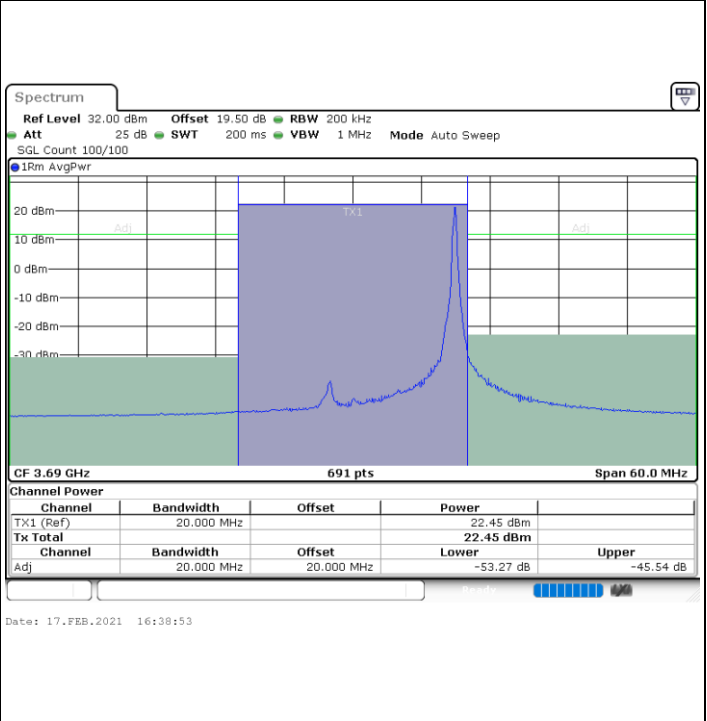 Spectrum
Ref Level 32.00 dBm Offset 19.50 dB RBW 200 kHz
Att 25 dB SWT 200 ms VBW 1 MHz Mode Auto Sweep
SGL Count 100/100
1Rm AvgPwr
TX1
20 dBm
Adj Adj
10 dBm
0 dBm
-10 dBm
-20 dBm
-30 dBm
CF 3.69 GHz 691 pts Span 60.0 MHz
Channel Power
Channel Bandwidth Offset Power
TX1 (Ref) 20.000 MHz 22.45 dBm
Tx Total 22.45 dBm
Channel Bandwidth Offset Lower Upper
Adj 20.000 MHz 20.000 MHz -53.27 dB -45.54 dB
Ready
Date: 17.FEB.2021 16:38:53